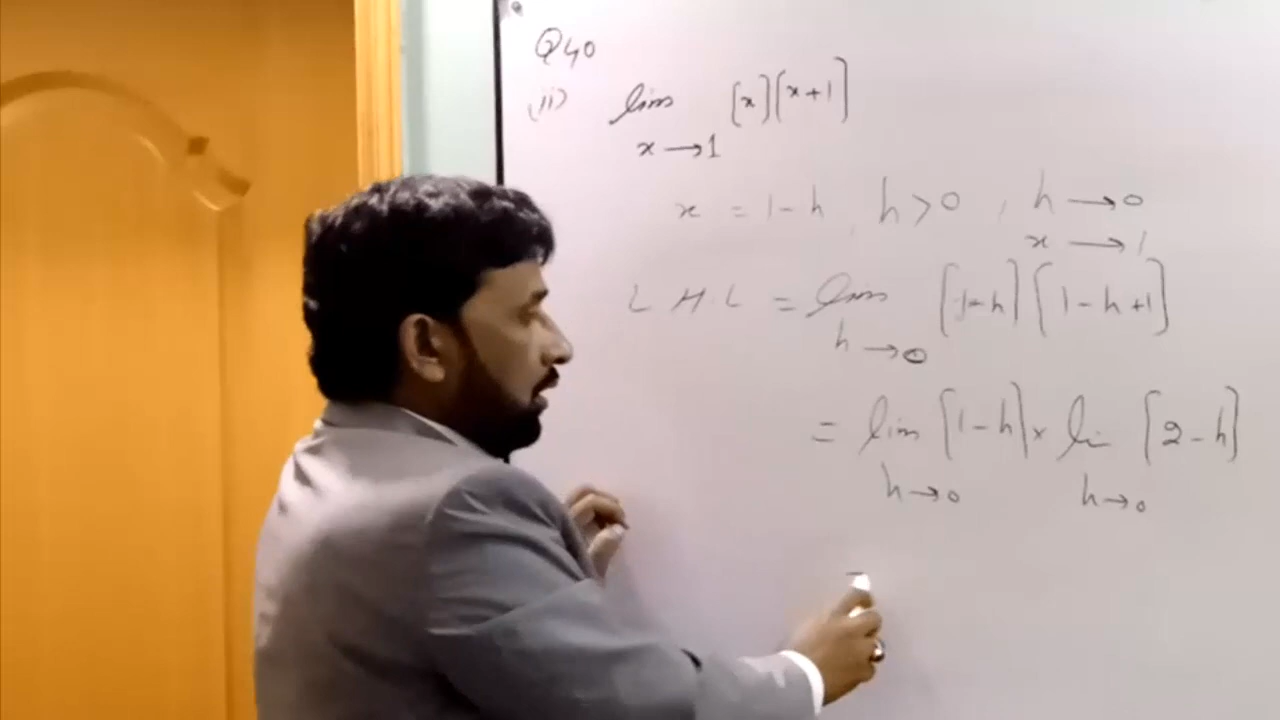 Q40
(ii) lim [x][x+1]
x→1
x = 1-h, h>0, h→0
x→1
LHL = lim [1-h][1-h+1]
h→0
= lim [1-h] × li [2-h]
h→0 h→0